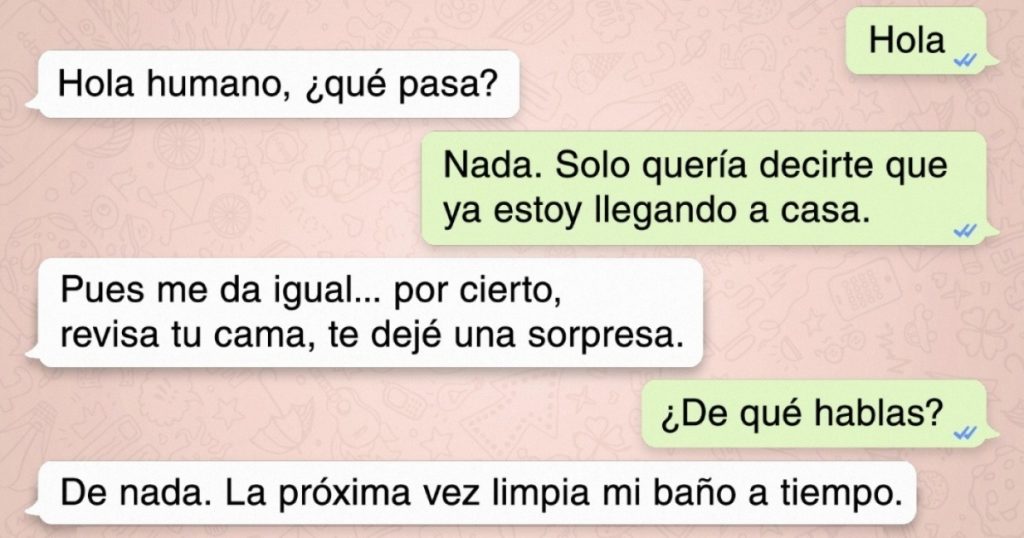 Hola
Hola humano, ¿qué pasa?
Nada. Solo quería decirte que
ya estoy llegando a casa.
Pues me da igual... por cierto,
revisa tu cama, te dejé una sorpresa.
¿De qué hablas?
De nada. La próxima vez limpia mi baño a tiempo.